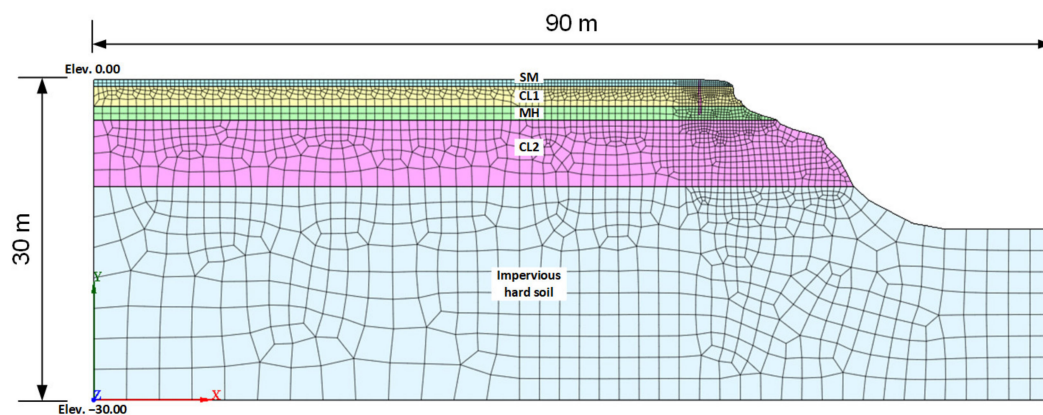 90 m
Elev. 0.00
SM
CL1
MH
CL2
30 m
Impervious
hard soil
Y
Z
X
Elev. −30.00